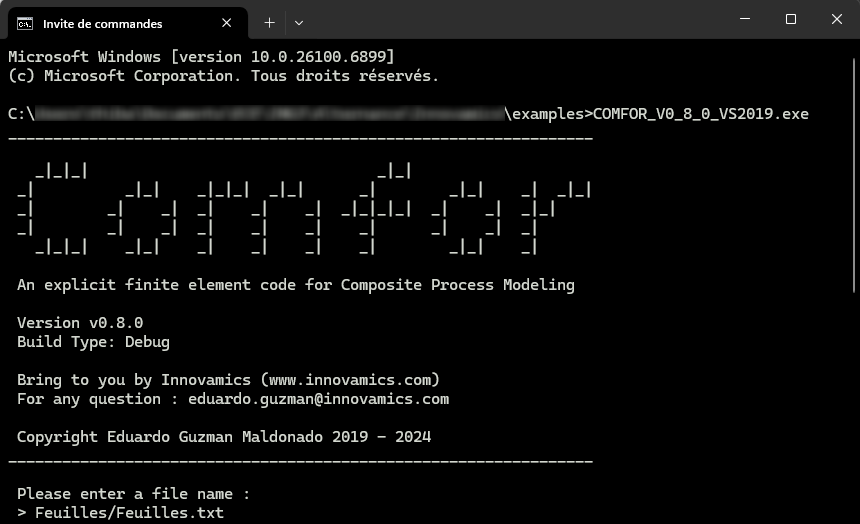 Invite de commandes
Microsoft Windows [version 10.0.26100.6899]
(c) Microsoft Corporation. Tous droits réservés.
C:\ \examples>COMFOR_V0_8_0_VS2019.exe
ComFor
An explicit finite element code for Composite Process Modeling
Version v0.8.0
Build Type: Debug
Bring to you by Innovamics (www.innovamics.com)
For any question : eduardo.guzman@innovamics.com
Copyright Eduardo Guzman Maldonado 2019 - 2024
Please enter a file name :
> Feuilles/Feuilles.txt